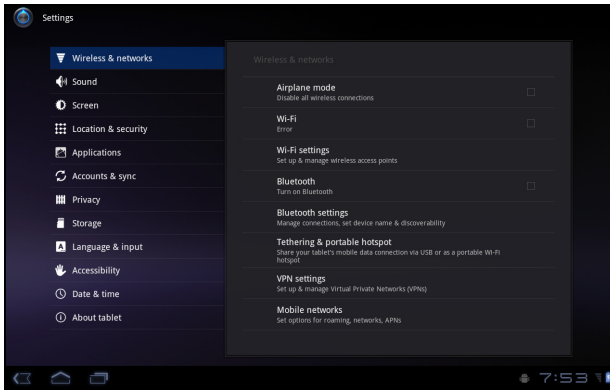 Settings
Wireless & networks
Sound
Screen
Location & security
Applications
Accounts & sync
Privacy
Storage
Language & input
Accessibility
Date & time
About tablet
Wireless & networks
Airplane mode
Disable all wireless connections
Wi-Fi
Error
Wi-Fi settings
Set up & manage wireless access points
Bluetooth
Turn on Bluetooth
Bluetooth settings
Manage connections, set device name & discoverability
Tethering & portable hotspot
Share your tablet's mobile data connection via USB or as a portable Wi-Fi
hotspot
VPN settings
Set up & manage Virtual Private Networks (VPNs)
Mobile networks
Set options for roaming, networks, APNs
7:53